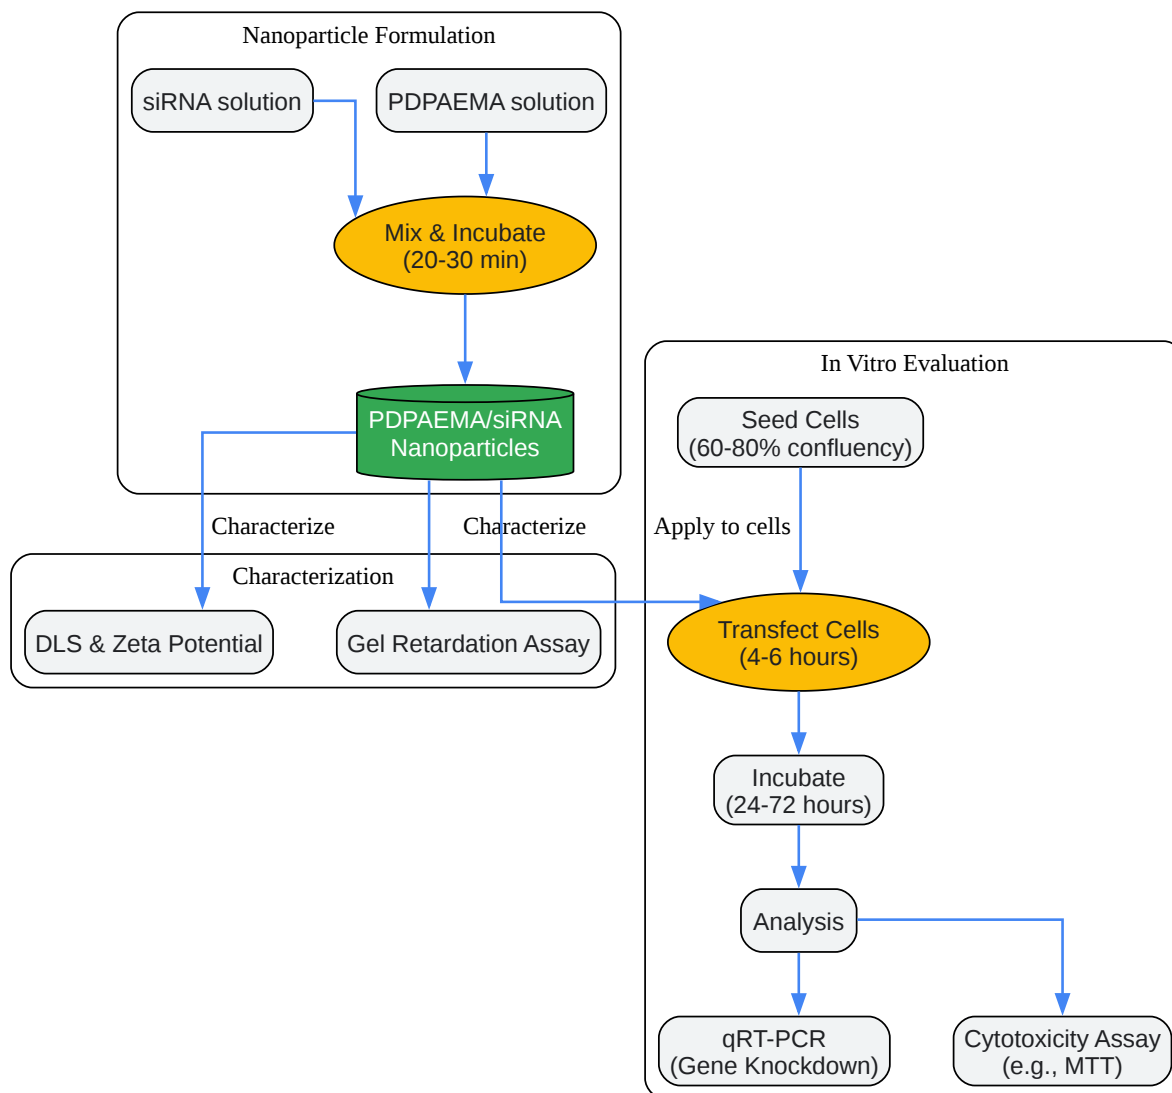 Nanoparticle Formulation
siRNA solution
PDPAEMA solution
Mix & Incubate
(20-30 min)
PDPAEMA/siRNA
Nanoparticles
Characterize
Characterize
Apply to cells
Characterization
DLS & Zeta Potential
Gel Retardation Assay
In Vitro Evaluation
Seed Cells
(60-80% confluency)
Transfect Cells
(4-6 hours)
Incubate
(24-72 hours)
Analysis
qRT-PCR
(Gene Knockdown)
Cytotoxicity Assay
(e.g., MTT)